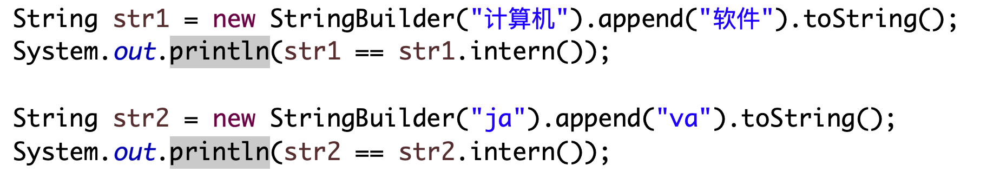 String str1 = new StringBuilder("计算机").append("软件").toString();
System.out.println(str1 == str1.intern());
String str2 = new StringBuilder("ja").append("va").toString();
System.out.println(str2 == str2.intern());